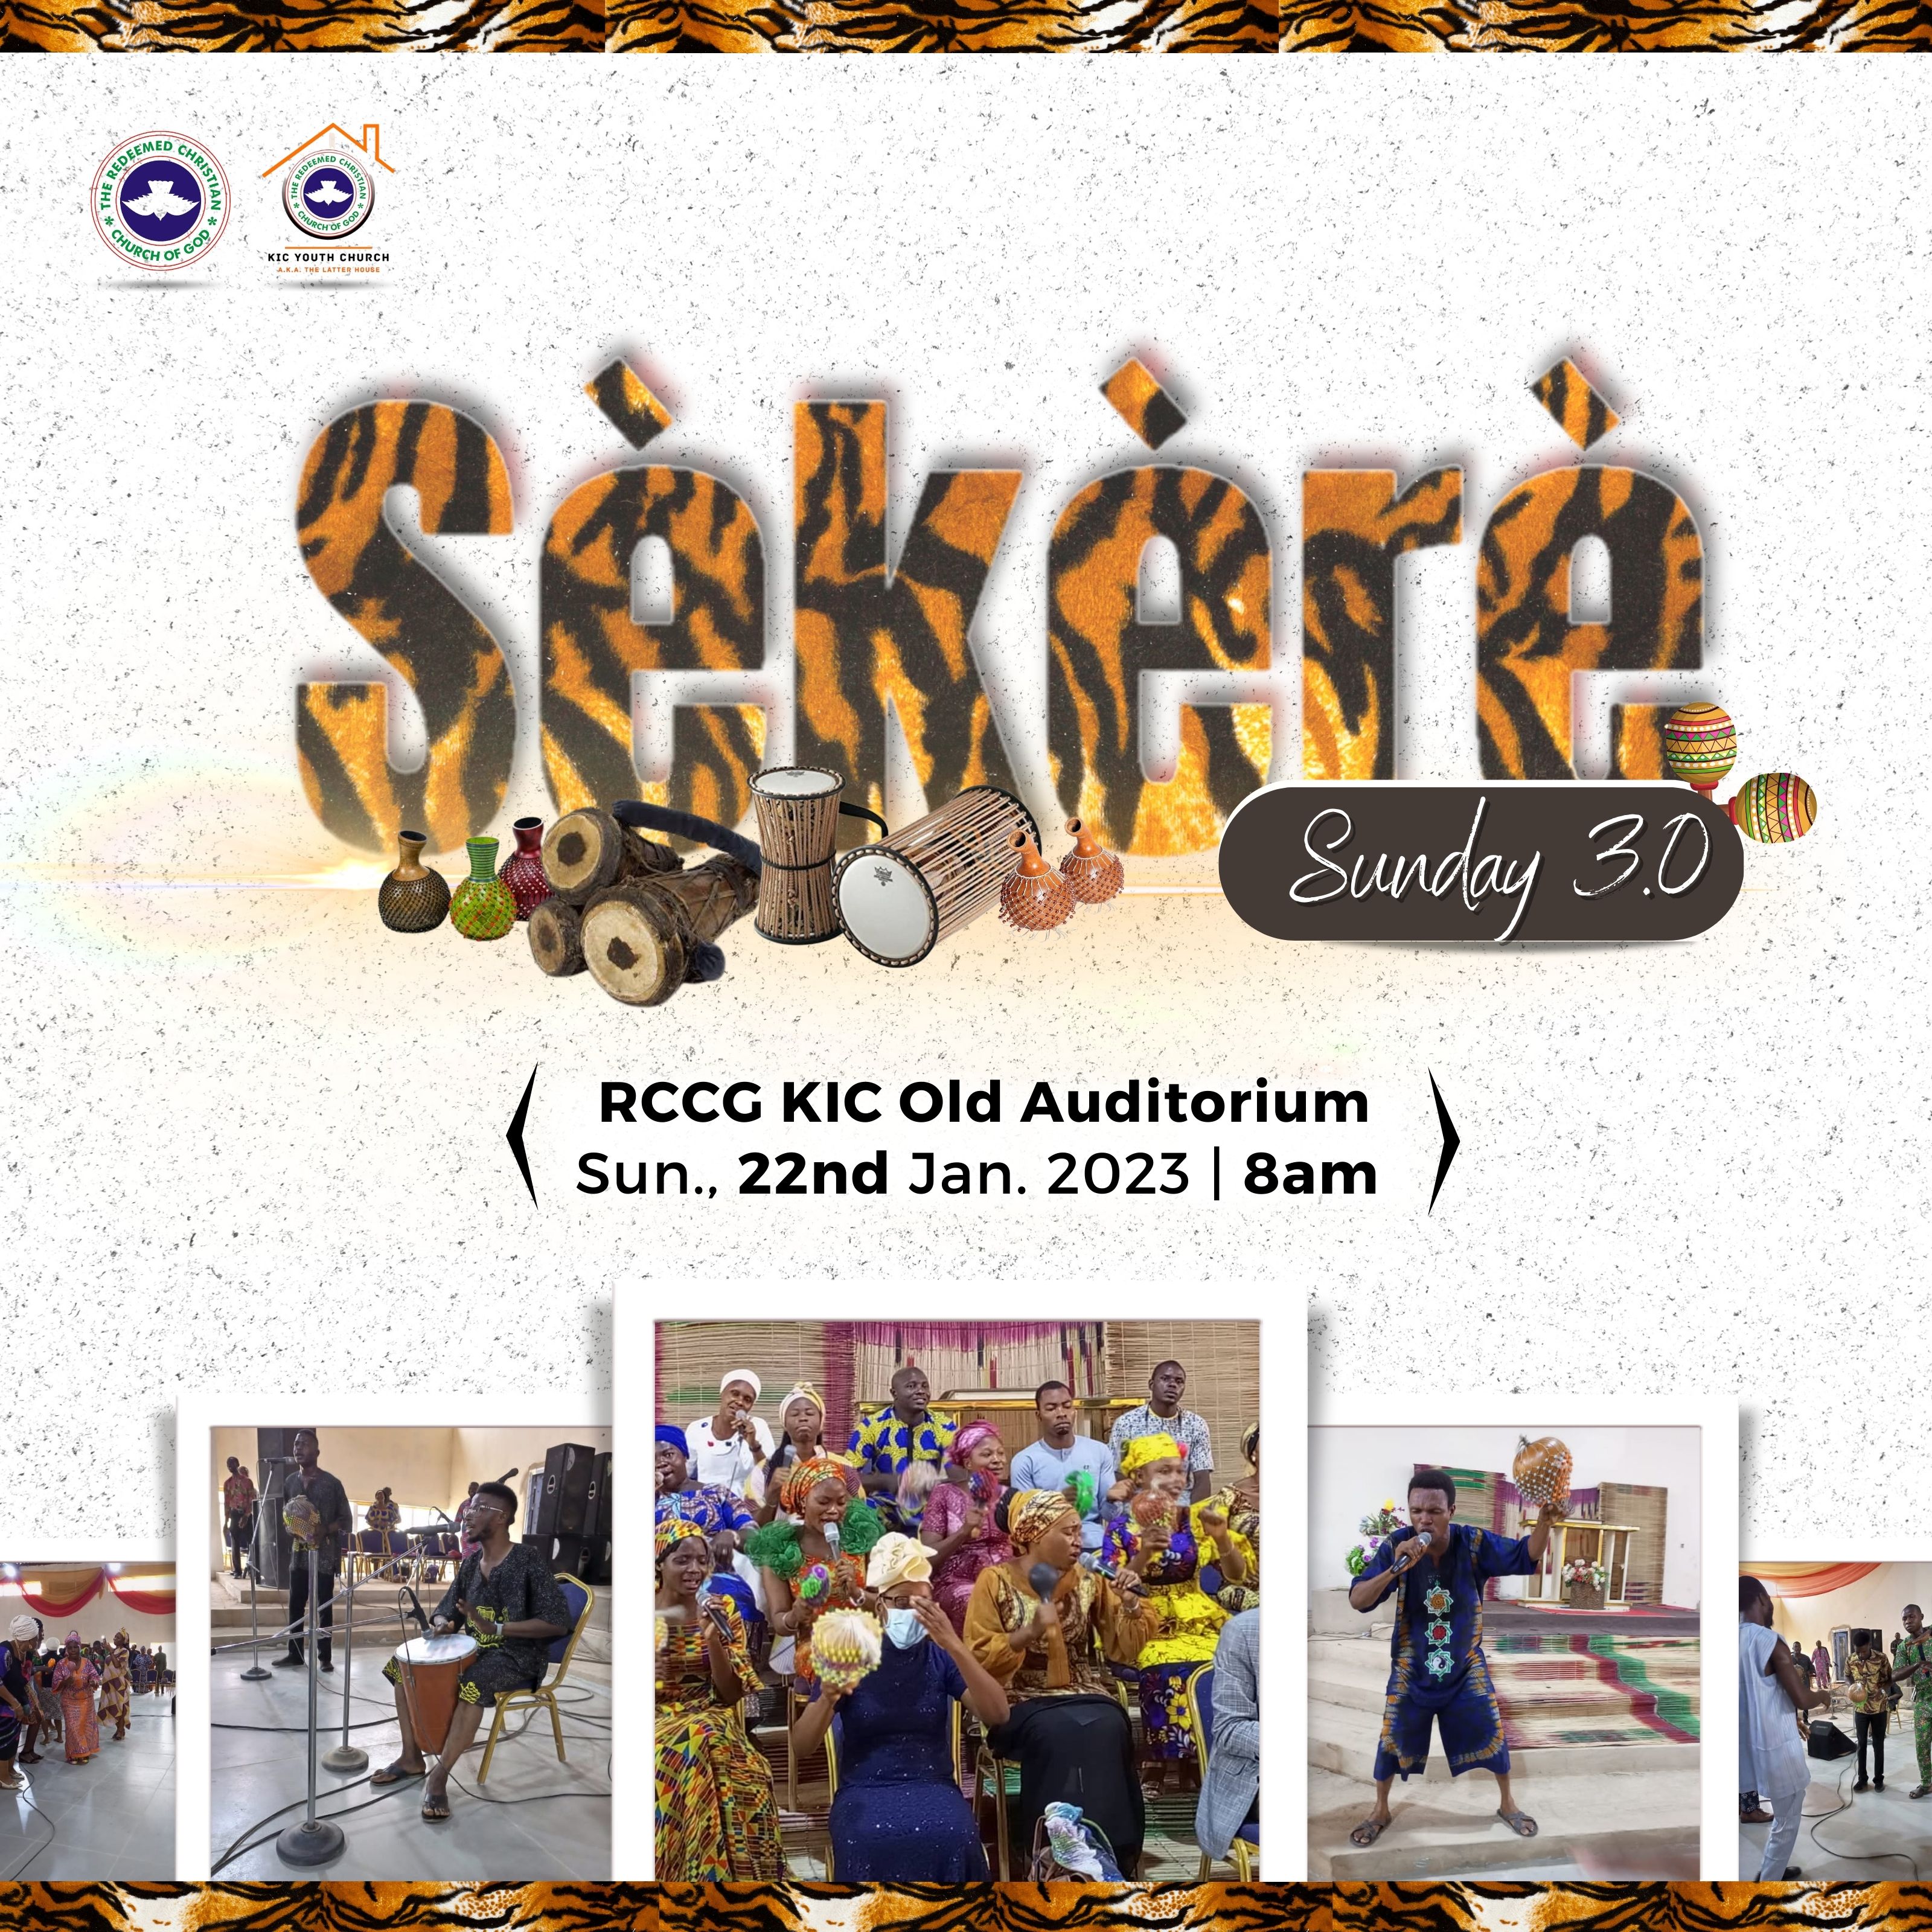 THE REDEEMED CHRISTIAN
CHURCH OF GOD
THE REDEEMED CHRISTIAN
CHURCH OF GOD
KIC YOUTH CHURCH
A.K.A. THE LATTER HOUSE
Sèkèrè
Sunday 3.0
RCCG KIC Old Auditorium
Sun., 22nd Jan. 2023 | 8am